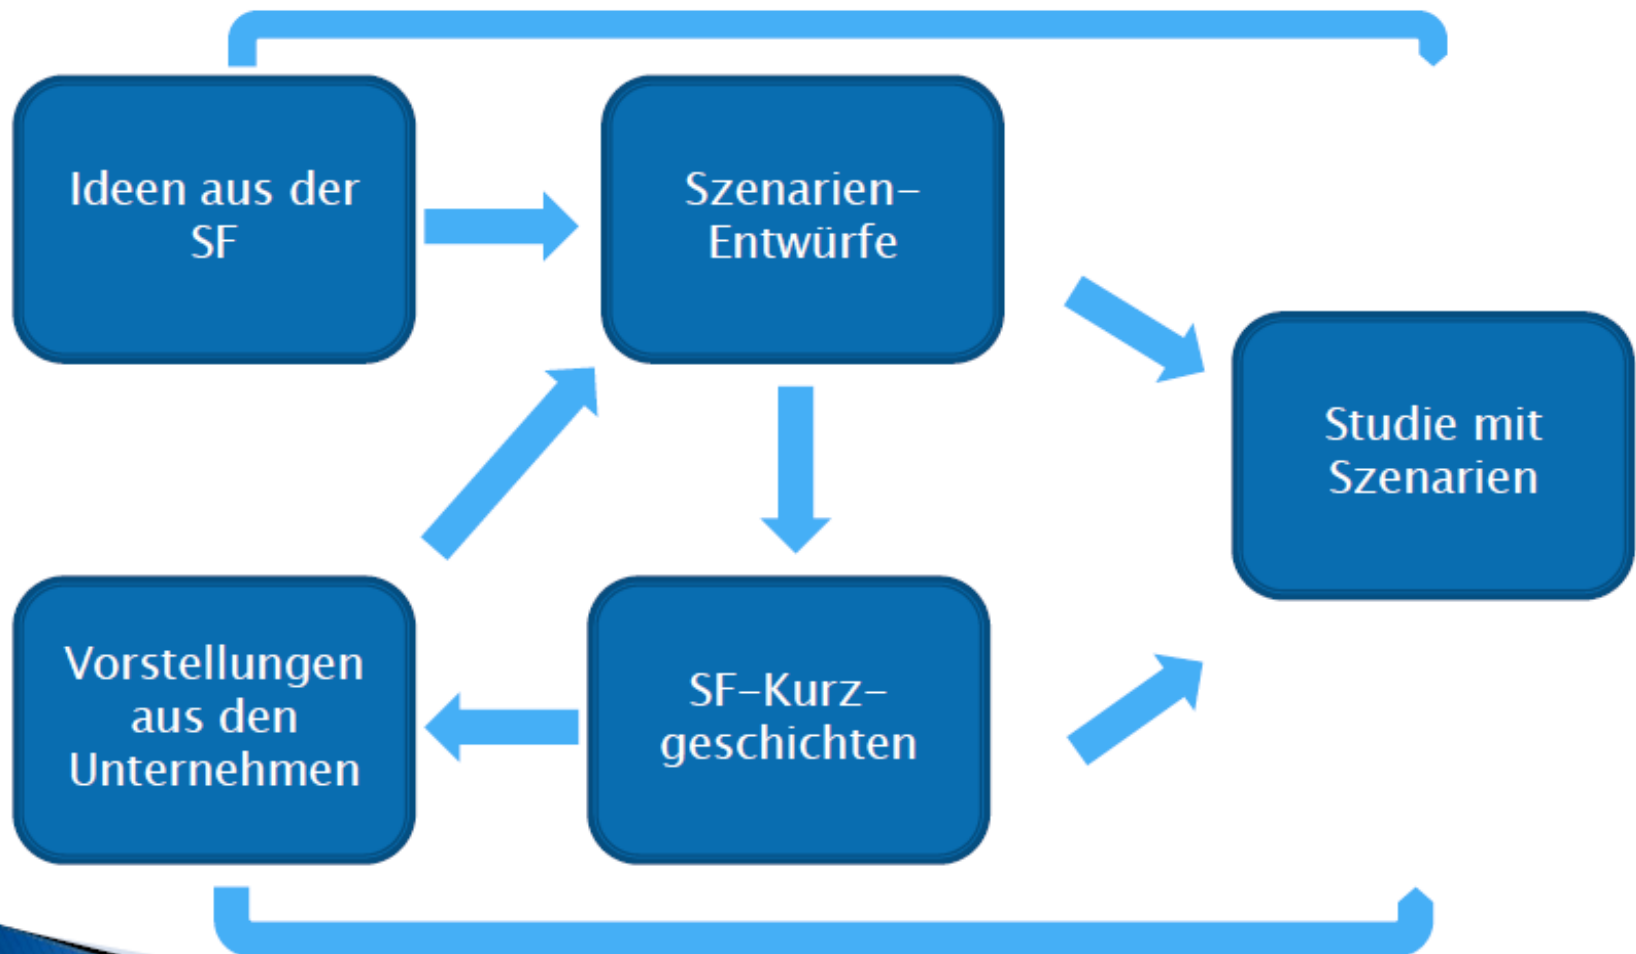 Ideen aus der
SF
Szenarien-
Entwürfe
Studie mit
Szenarien
Vorstellungen
aus den
Unternehmen
SF-Kurz-
geschichten